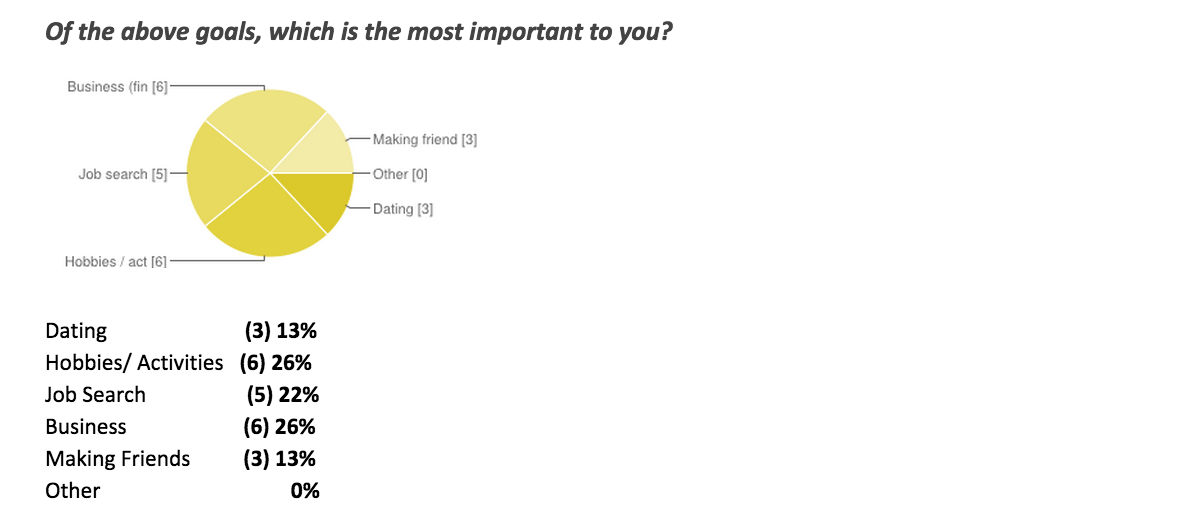 Of the above goals, which is the most important to you?
Business (fin [6]
Making friend [3]
Job search [5]
Other [0]
Dating [3]
Hobbies / act [6]
Dating (3) 13%
Hobbies/ Activities (6) 26%
Job Search (5) 22%
Business (6) 26%
Making Friends (3) 13%
Other 0%